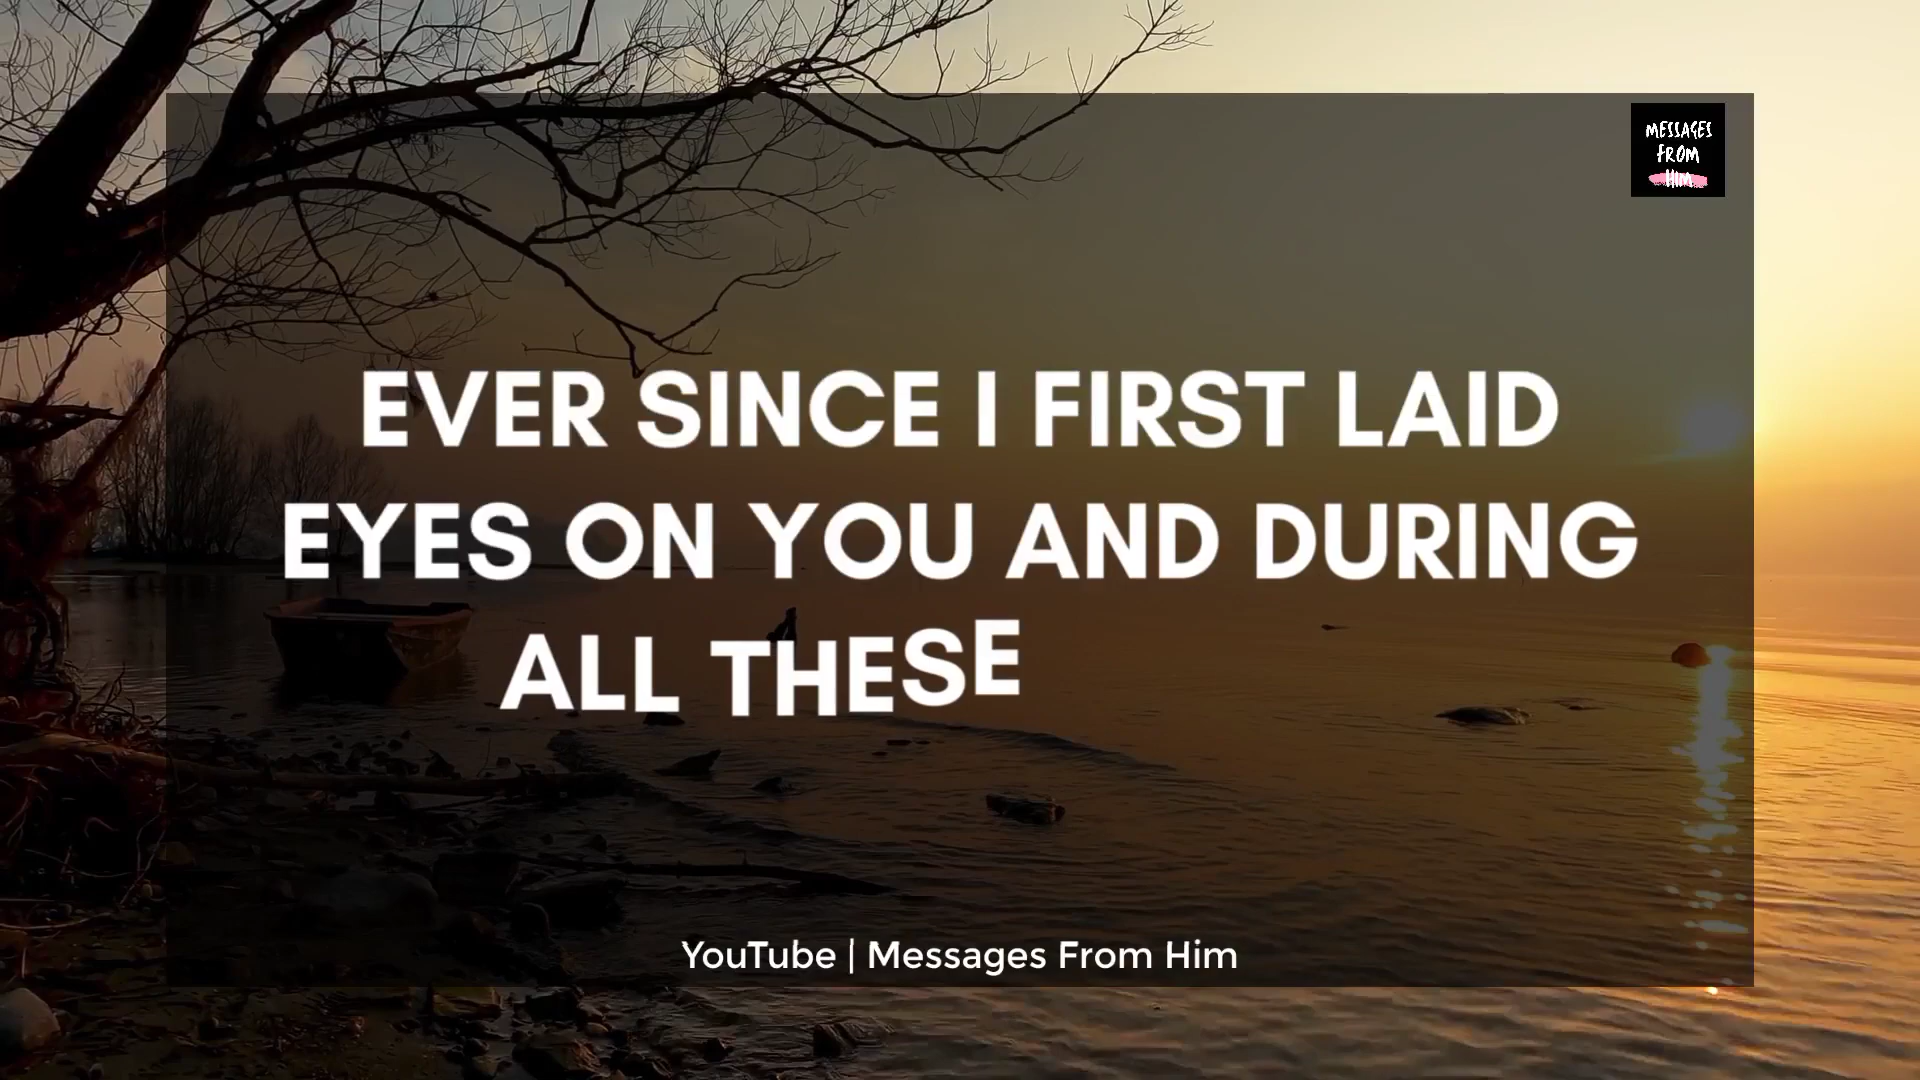 MESSAGES
FROM
HIM
EVER SINCE I FIRST LAID
EYES ON YOU AND DURING
ALL THESE
YouTube | Messages From Him